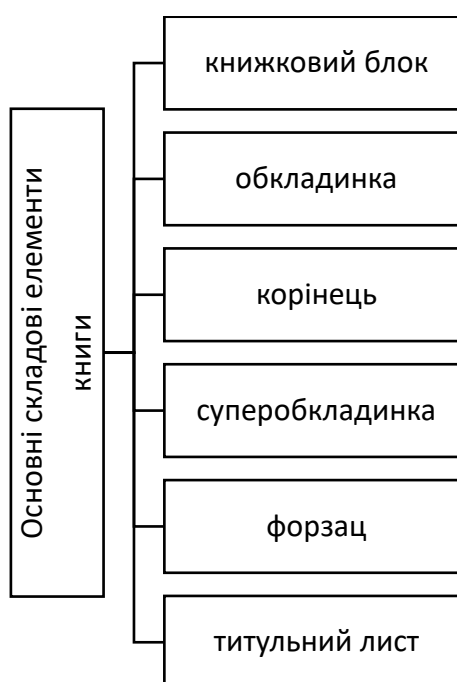 Основні складові елементи
книги
книжковий блок
обкладинка
корінець
суперобкладинка
форзац
титульний лист